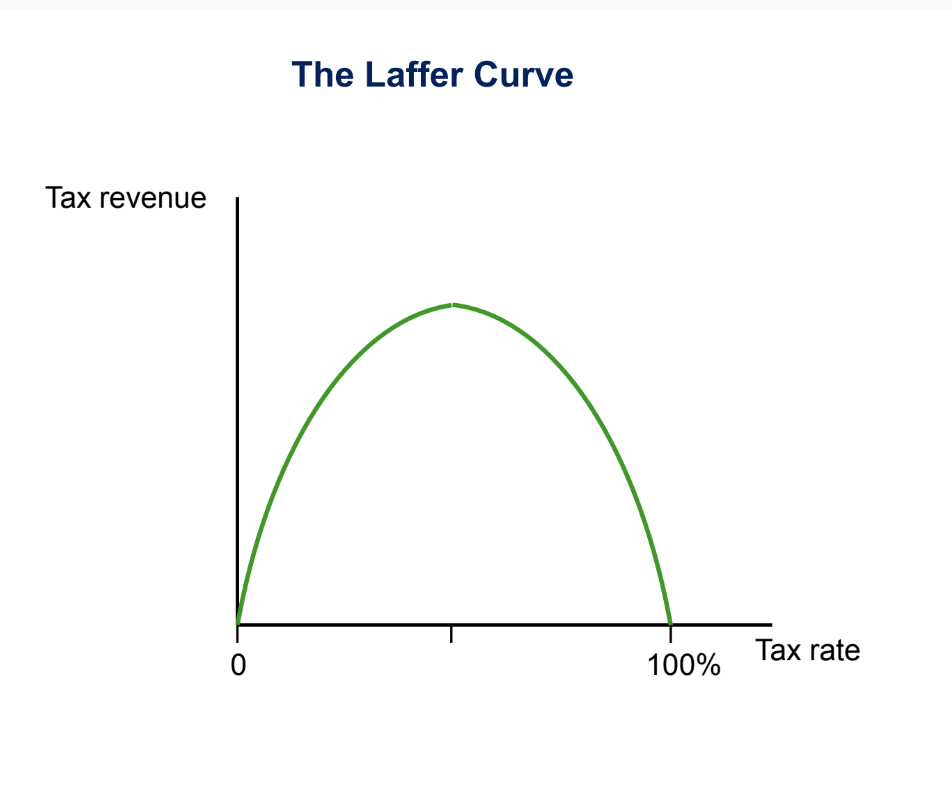 The Laffer Curve
Tax revenue
0
100%
Tax rate